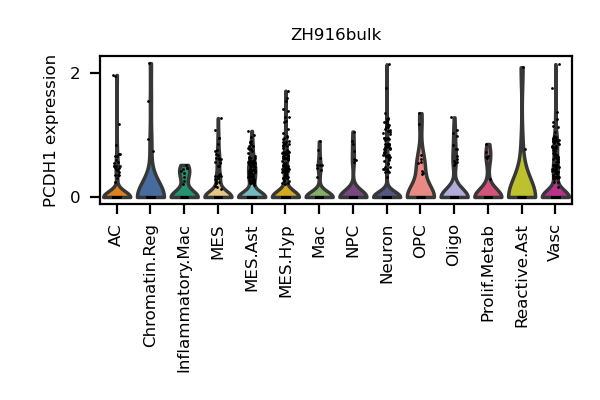 ZH916bulk
PCDH1 expression
2
0
AC
Chromatin.Reg
Inflammatory.Mac
MES
MES.Ast
MES.Hyp
Mac
NPC
Neuron
OPC
Oligo
Prolif.Metab
Reactive.Ast
Vasc